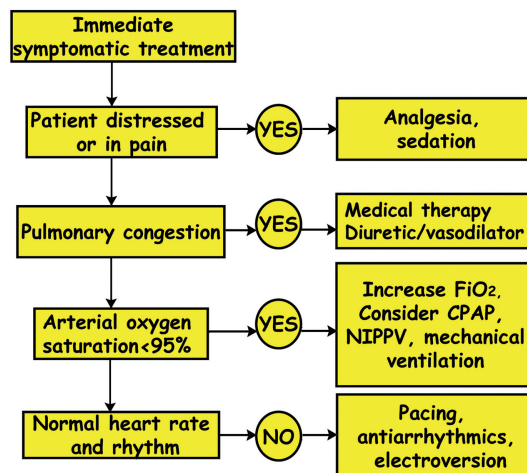 Immediate
symptomatic treatment
Patient distressed
or in pain
YES
Analgesia,
sedation
Pulmonary congestion
YES
Medical therapy
Diuretic/vasodilator
Arterial oxygen
saturation<95%
YES
Increase FiO2,
Consider CPAP,
NIPPV, mechanical
ventilation
Normal heart rate
and rhythm
NO
Pacing,
antiarrhythmics,
electroversion